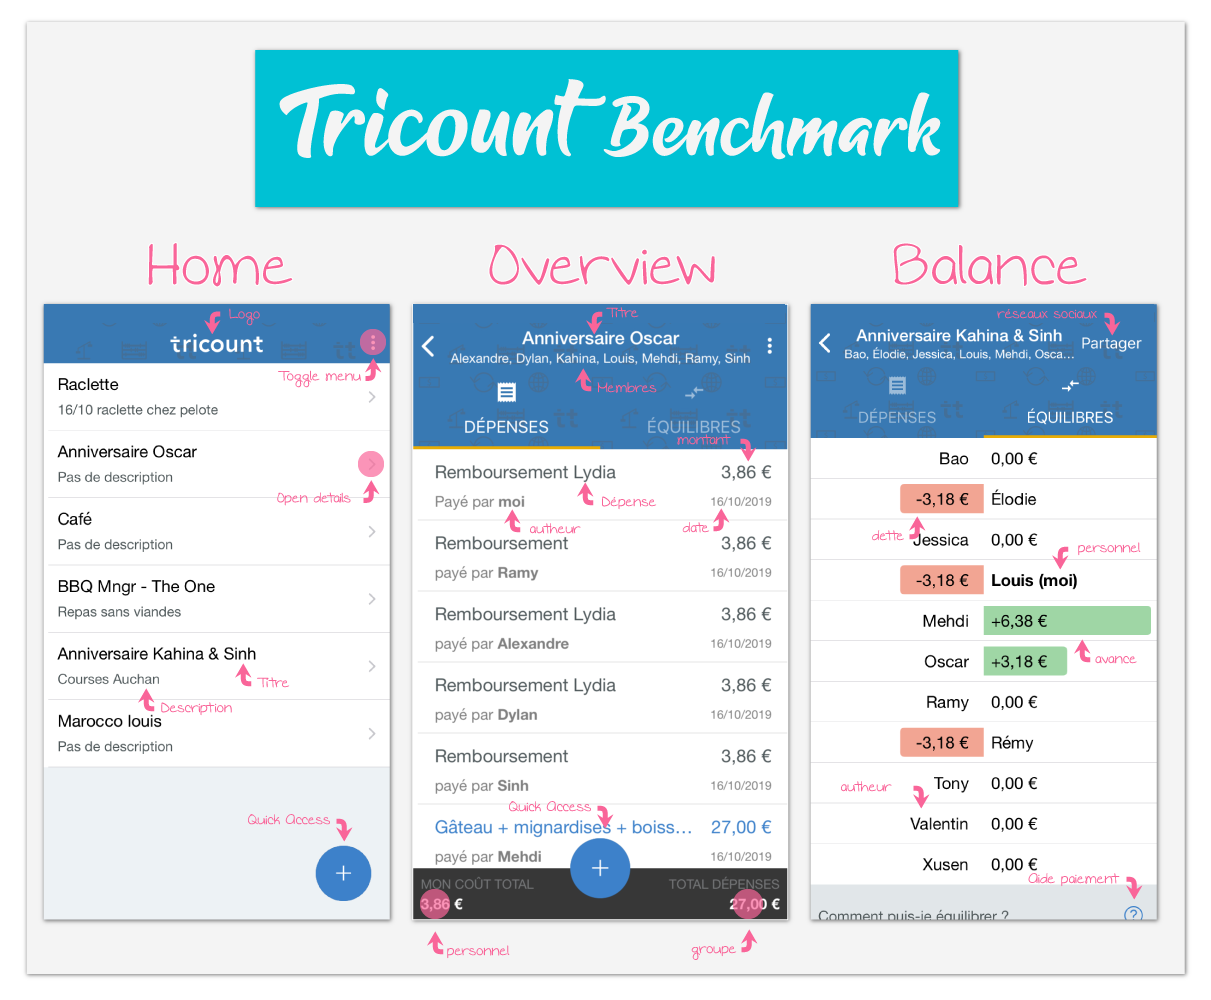 Tricount Benchmark
Home
Logo
tricount
Toggle menu
Raclette
16/10 raclette chez pelote
Anniversaire Oscar
Pas de description
Open details
Café
Pas de description
BBQ Mngr - The One
Repas sans viandes
Anniversaire Kahina & Sinh
Courses Auchan
Titre
Description
Marocco louis
Pas de description
Quick Access
+
Overview
Titre
Anniversaire Oscar
Alexandre, Dylan, Kahina, Louis, Mehdi, Ramy, Sinh
Membres
DÉPENSES
ÉQUILIBRES
montant
Remboursement Lydia 3,86 €
Payé par moi 16/10/2019
Dépense
autheur
date
Remboursement 3,86 €
payé par Ramy 16/10/2019
Remboursement Lydia 3,86 €
payé par Alexandre 16/10/2019
Remboursement Lydia 3,86 €
payé par Dylan 16/10/2019
Remboursement 3,86 €
payé par Sinh 16/10/2019
Quick Access
Gâteau + mignardises + boiss... 27,00 €
payé par Mehdi 16/10/2019
+
MON COÛT TOTAL TOTAL DÉPENSES
3,86 € 27,00 €
personnel
groupe
Balance
réseaux sociaux
Anniversaire Kahina & Sinh
Partager
Bao, Élodie, Jessica, Louis, Mehdi, Osca...
DÉPENSES
ÉQUILIBRES
Bao 0,00 €
-3,18 € Élodie
dette
Jessica 0,00 €
personnel
-3,18 € Louis (moi)
Mehdi +6,38 €
Oscar +3,18 €
avance
Ramy 0,00 €
-3,18 € Rémy
Tony 0,00 €
autheur
Valentin 0,00 €
Xusen 0,00 €
Aide paiement
Comment puis-je équilibrer ? ?